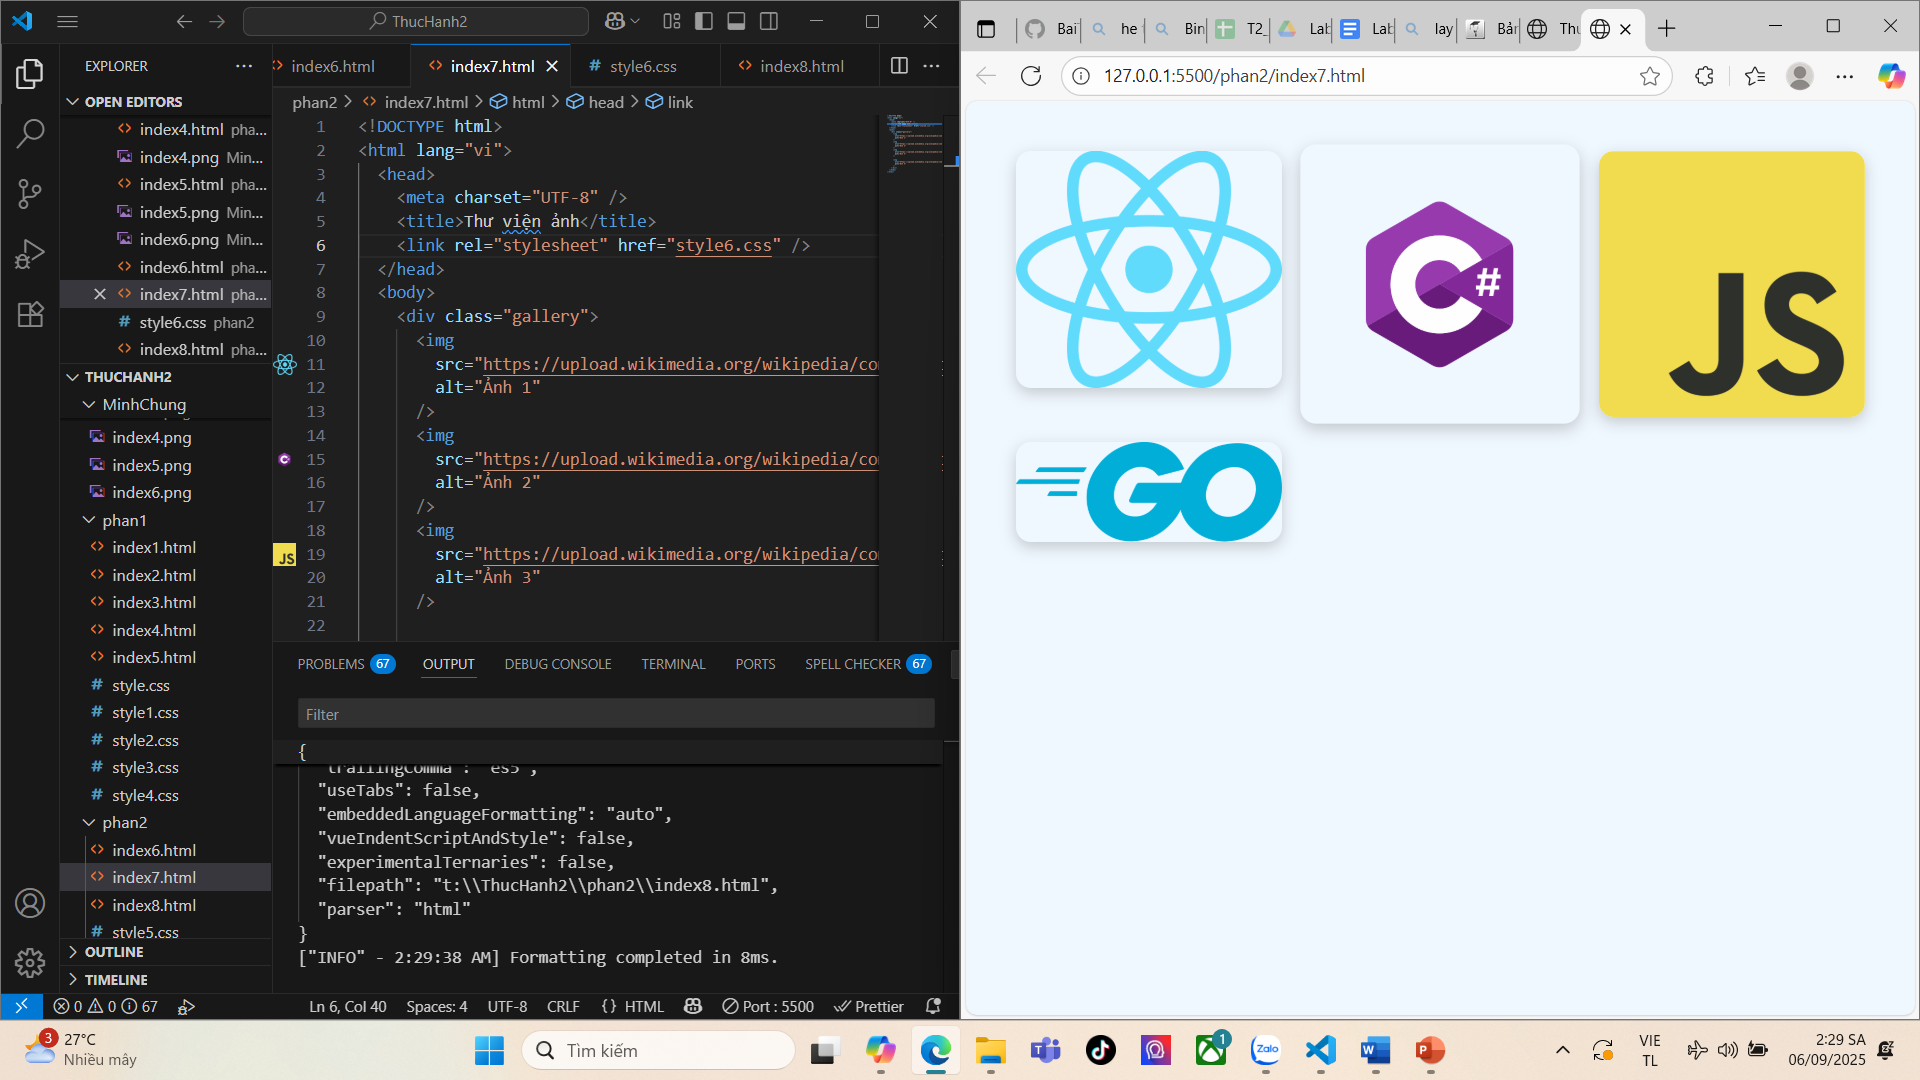 ThucHanh2
EXPLORER
OPEN EDITORS
index4.html pha...
index4.png Min...
index5.html pha...
index5.png Min...
index6.png Min...
index6.html pha...
index7.html pha...
style6.css phan2
index8.html pha...
THUCHANH2
MinhChung
index4.png
index5.png
index6.png
phan1
index1.html
index2.html
index3.html
index4.html
index5.html
style.css
style1.css
style2.css
style3.css
style4.css
phan2
index6.html
index7.html
index8.html
style5.css
OUTLINE
TIMELINE
index6.html
index7.html
style6.css
index8.html
phan2 > index7.html > html > head > link
1 <!DOCTYPE html>
2 <html lang="vi">
3 <head>
4 <meta charset="UTF-8" />
5 <title>Thư viện ảnh</title>
6 <link rel="stylesheet" href="style6.css" />
7 </head>
8 <body>
9 <div class="gallery">
10 <img
11 src="https://upload.wikimedia.org/wikipedia/co
12 alt="Ảnh 1"
13 />
14 <img
15 src="https://upload.wikimedia.org/wikipedia/co
16 alt="Ảnh 2"
17 />
18 <img
19 src="https://upload.wikimedia.org/wikipedia/co
20 alt="Ảnh 3"
21 />
22
JS
PROBLEMS 67 OUTPUT DEBUG CONSOLE TERMINAL PORTS SPELL CHECKER 67
Filter
{
"trailingComma": "es5",
"useTabs": false,
"embeddedLanguageFormatting": "auto",
"vueIndentScriptAndStyle": false,
"experimentalTernaries": false,
"filepath": "t:\\ThucHanh2\\phan2\\index8.html",
"parser": "html"
}
["INFO" - 2:29:38 AM] Formatting completed in 8ms.
0 0 67 Ln 6, Col 40 Spaces: 4 UTF-8 CRLF {} HTML Port : 5500 Prettier
Bai he Bin T2_ Lab Lab lay Bản Thu
127.0.0.1:5500/phan2/index7.html
C#
JS
GO
3
27°C
Nhiều mây
Tìm kiếm
1
Zalo
VIE
TL
2:29 SA
06/09/2025